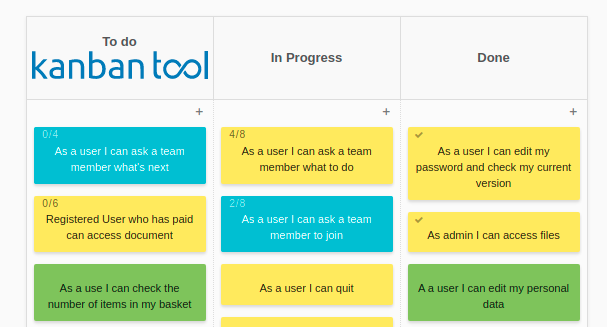 To do
kanban tool
In Progress
Done
+
+
+
0/4
As a user I can ask a team
member what's next
0/6
Registered User who has paid
can access document
As a use I can check the
number of items in my basket
4/8
As a user I can ask a team
member what to do
2/8
As a user I can ask a team
member to join
As a user I can quit
As a user I can edit my
password and check my current
version
As admin I can access files
A a user I can edit my personal
data